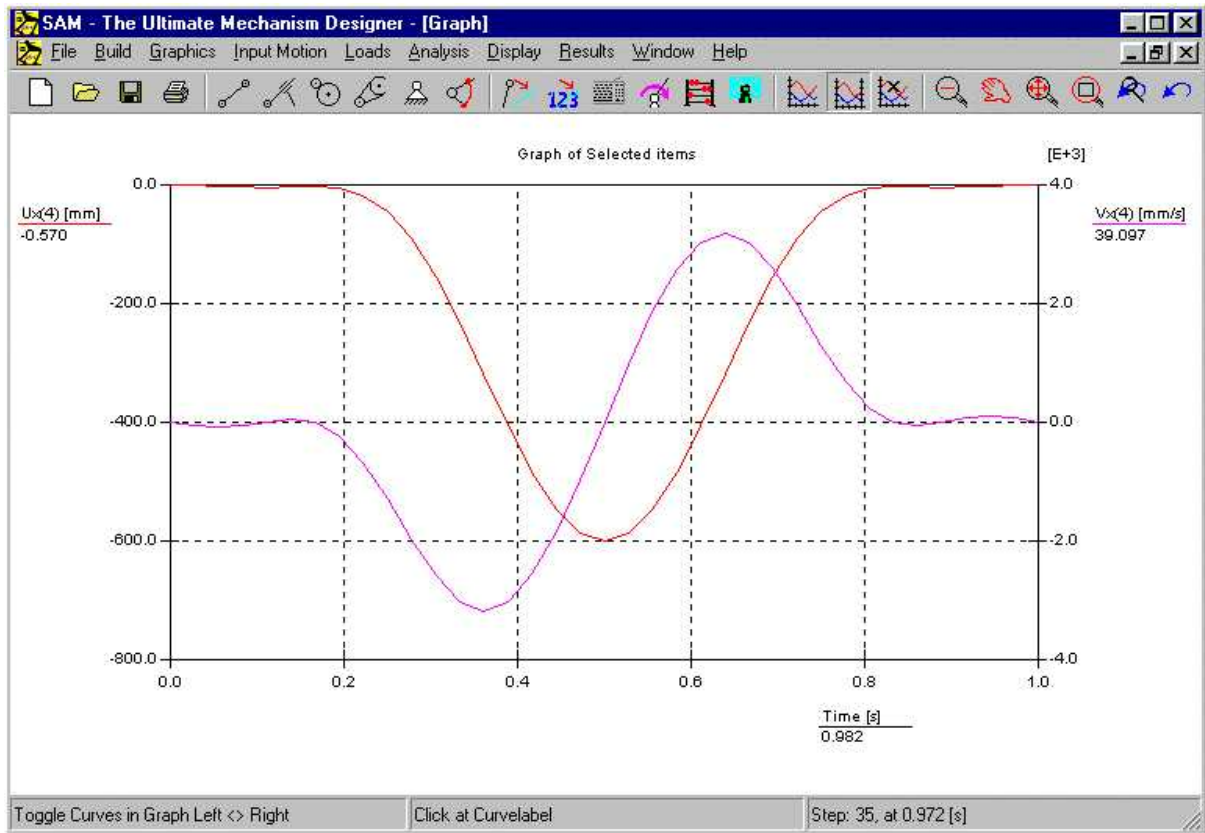 SAM - The Ultimate Mechanism Designer - [Graph]
File Build Graphics Input Motion Loads Analysis Display Results Window Help
123
Graph of Selected items
[E+3]
0.0
4.0
Ux(4) [mm]
-0.570
Vx(4) [mm/s]
39.097
-200.0
2.0
-400.0
0.0
-600.0
-2.0
-800.0
-4.0
0.0 0.2 0.4 0.6 0.8 1.0
Time [s]
0.982
Toggle Curves in Graph Left <> Right
Click at Curvelabel
Step: 35, at 0.972 [s]